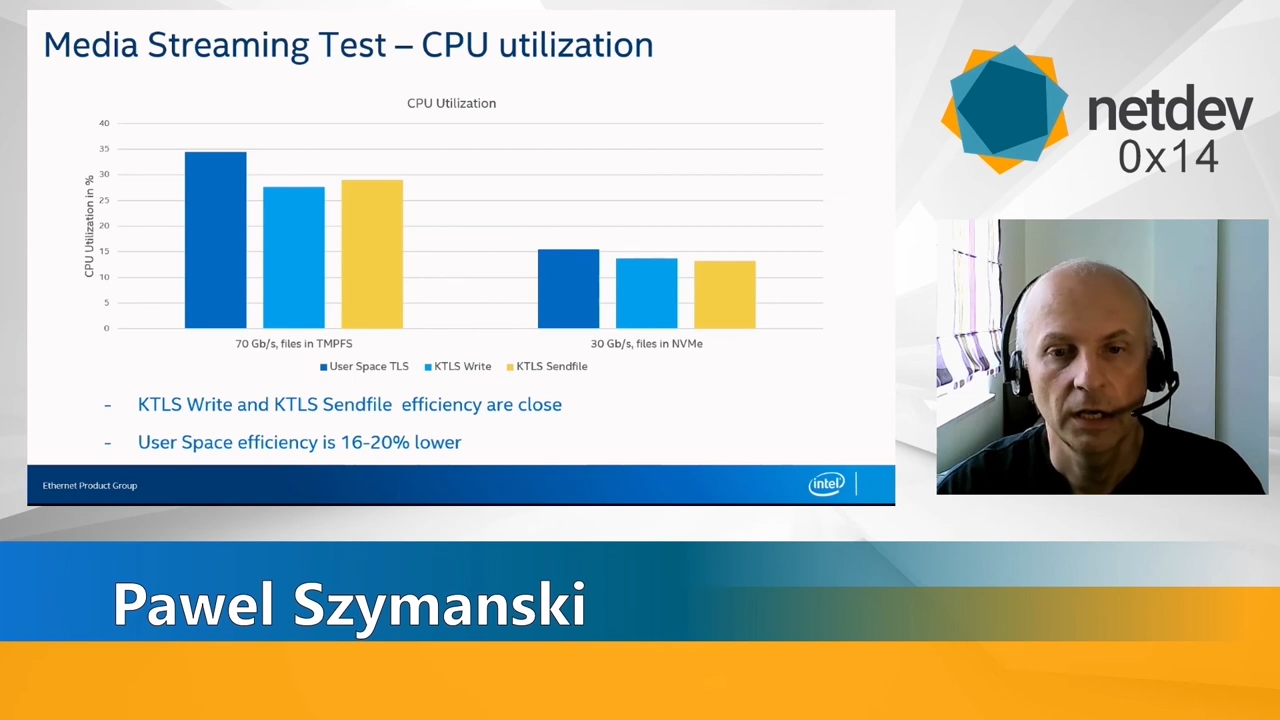 Media Streaming Test – CPU utilization
CPU Utilization
40
35
30
25
20
15
10
5
0
CPU Utilization in %
70 Gb/s, files in TMPFS
30 Gb/s, files in NVMe
User Space TLS
KTLS Write
KTLS Sendfile
- KTLS Write and KTLS Sendfile efficiency are close
- User Space efficiency is 16-20% lower
Ethernet Product Group
intel
netdev
0x14
Pawel Szymanski